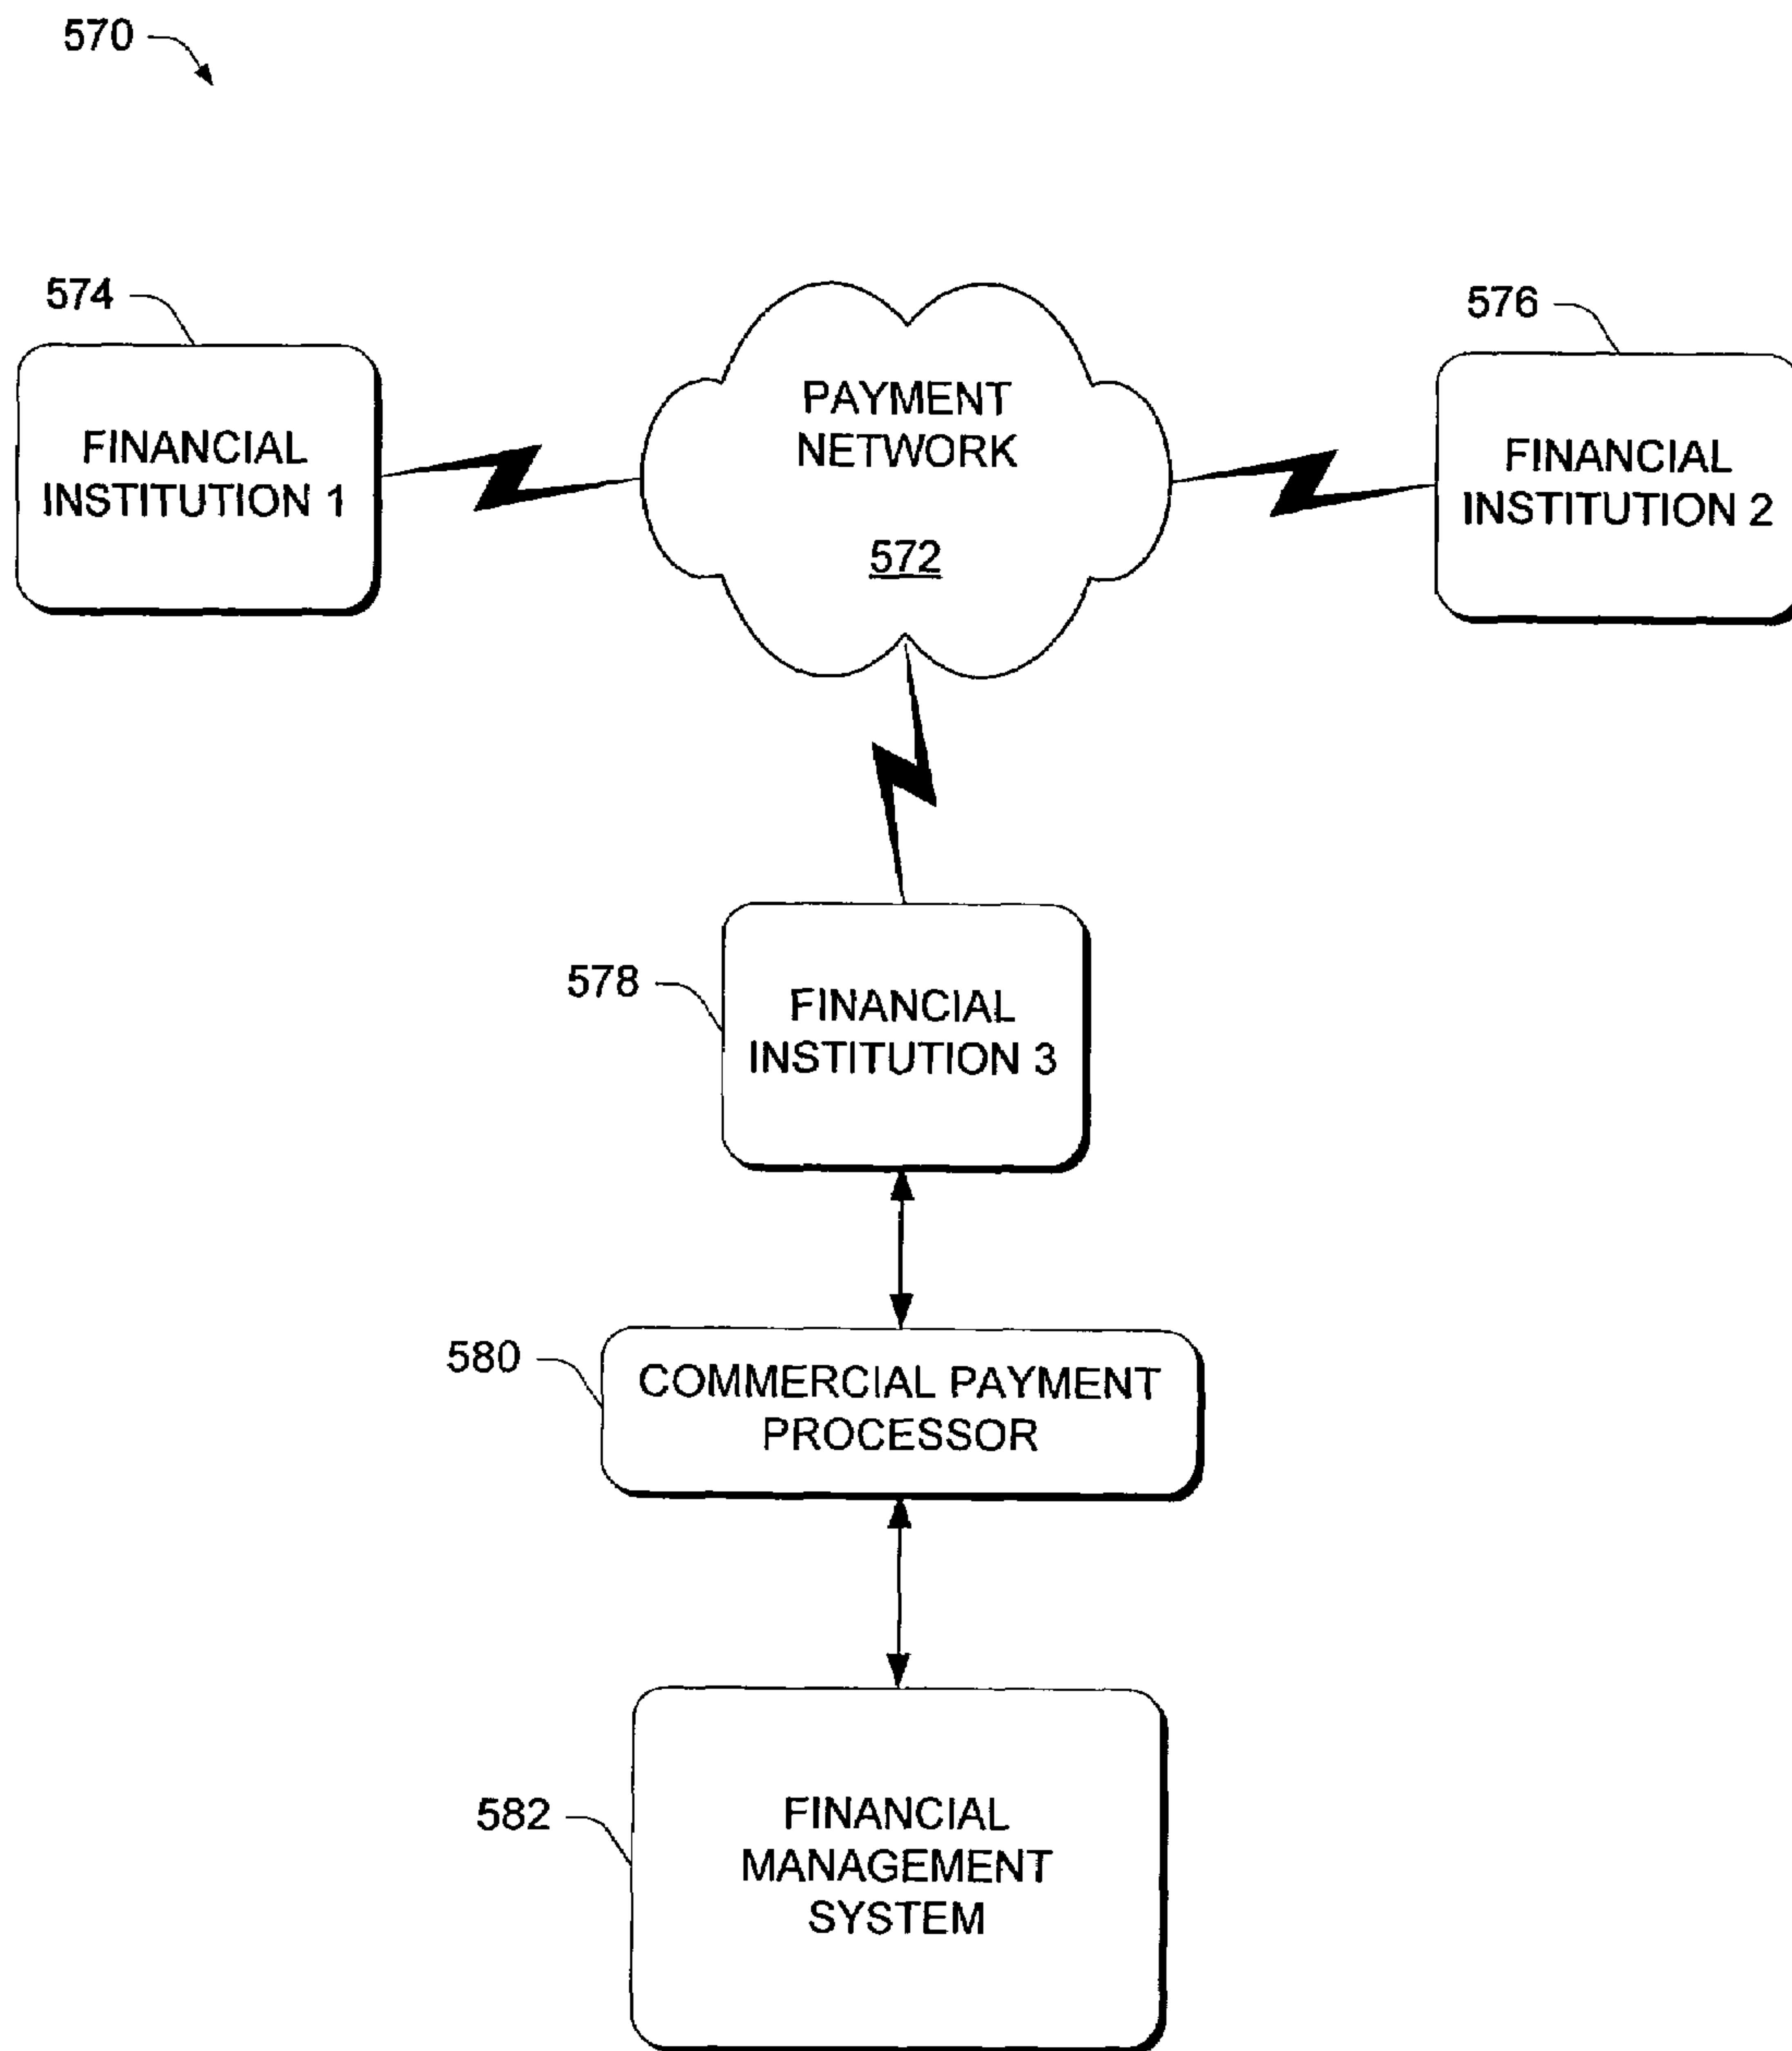 570
574
FINANCIAL
INSTITUTION 1
PAYMENT
NETWORK
572
576
FINANCIAL
INSTITUTION 2
578
FINANCIAL
INSTITUTION 3
580
COMMERCIAL PAYMENT
PROCESSOR
582
FINANCIAL
MANAGEMENT
SYSTEM